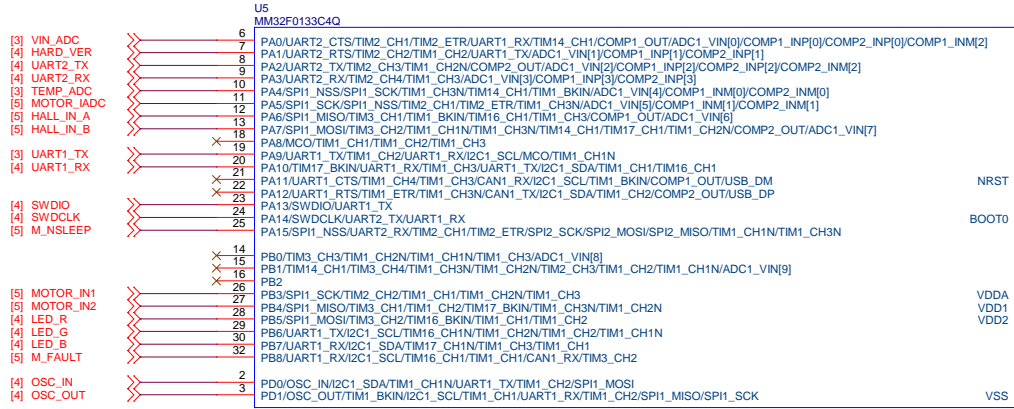 U5
MM32F0133C4Q
[3] VIN_ADC 6 PA0/UART2_CTS/TIM2_CH1/TIM2_ETR/UART1_RX/TIM14_CH1/COMP1_OUT/ADC1_VIN[0]/COMP1_INP[0]/COMP2_INP[0]/COMP1_INM[2]
[4] HARD_VER 7 PA1/UART2_RTS/TIM2_CH2/TIM1_CH2/UART1_TX/ADC1_VIN[1]/COMP1_INP[1]/COMP2_INP[1]
[4] UART2_TX 8 PA2/UART2_TX/TIM2_CH3/TIM1_CH2N/COMP2_OUT/ADC1_VIN[2]/COMP1_INP[2]/COMP2_INP[2]/COMP2_INM[2]
[4] UART2_RX 9 PA3/UART2_RX/TIM2_CH4/TIM1_CH3/ADC1_VIN[3]/COMP1_INP[3]/COMP2_INP[3]
[3] TEMP_ADC 10 PA4/SPI1_NSS/SPI1_SCK/TIM1_CH3N/TIM14_CH1/TIM1_BKIN/ADC1_VIN[4]/COMP1_INM[0]/COMP2_INM[0]
[5] MOTOR_IADC 11 PA5/SPI1_SCK/SPI1_NSS/TIM2_CH1/TIM2_ETR/TIM1_CH3N/ADC1_VIN[5]/COMP1_INM[1]/COMP2_INM[1]
[5] HALL_IN_A 12 PA6/SPI1_MISO/TIM3_CH1/TIM1_BKIN/TIM16_CH1/TIM1_CH3/COMP1_OUT/ADC1_VIN[6]
[5] HALL_IN_B 13 PA7/SPI1_MOSI/TIM3_CH2/TIM1_CH1N/TIM1_CH3N/TIM14_CH1/TIM17_CH1/TIM1_CH2N/COMP2_OUT/ADC1_VIN[7]
18 PA8/MCO/TIM1_CH1/TIM1_CH2/TIM1_CH3
[3] UART1_TX 19 PA9/UART1_TX/TIM1_CH2/UART1_RX/I2C1_SCL/MCO/TIM1_CH1N
[4] UART1_RX 20 PA10/TIM17_BKIN/UART1_RX/TIM1_CH3/UART1_TX/I2C1_SDA/TIM1_CH1/TIM16_CH1
21 PA11/UART1_CTS/TIM1_CH4/TIM1_CH3/CAN1_RX/I2C1_SCL/TIM1_BKIN/COMP1_OUT/USB_DM NRST
22 PA12/UART1_RTS/TIM1_ETR/TIM1_CH3N/CAN1_TX/I2C1_SDA/TIM1_CH2/COMP2_OUT/USB_DP
[4] SWDIO 23 PA13/SWDIO/UART1_TX
[4] SWDCLK 24 PA14/SWDCLK/UART2_TX/UART1_RX BOOT0
[5] M_NSLEEP 25 PA15/SPI1_NSS/UART2_RX/TIM2_CH1/TIM2_ETR/SPI2_SCK/SPI2_MOSI/SPI2_MISO/TIM1_CH1N/TIM1_CH3N
14 PB0/TIM3_CH3/TIM1_CH2N/TIM1_CH1N/TIM1_CH3/ADC1_VIN[8]
15 PB1/TIM14_CH1/TIM3_CH4/TIM1_CH3N/TIM1_CH2N/TIM2_CH3/TIM1_CH2/TIM1_CH1N/ADC1_VIN[9]
16 PB2
[5] MOTOR_IN1 26 PB3/SPI1_SCK/TIM2_CH2/TIM1_CH1/TIM1_CH2N/TIM1_CH3 VDDA
[5] MOTOR_IN2 27 PB4/SPI1_MISO/TIM3_CH1/TIM1_CH2/TIM17_BKIN/TIM1_CH3N/TIM1_CH2N VDD1
[4] LED_R 28 PB5/SPI1_MOSI/TIM3_CH2/TIM16_BKIN/TIM1_CH1/TIM1_CH2 VDD2
[4] LED_G 29 PB6/UART1_TX/I2C1_SCL/TIM16_CH1N/TIM1_CH2N/TIM1_CH2/TIM1_CH1N
[4] LED_B 30 PB7/UART1_RX/I2C1_SDA/TIM17_CH1N/TIM1_CH3/TIM1_CH1
[5] M_FAULT 32 PB8/UART1_RX/I2C1_SCL/TIM16_CH1/TIM1_CH1/CAN1_RX/TIM3_CH2
[4] OSC_IN 2 PD0/OSC_IN/I2C1_SDA/TIM1_CH1N/UART1_TX/TIM1_CH2/SPI1_MOSI
[4] OSC_OUT 3 PD1/OSC_OUT/TIM1_BKIN/I2C1_SCL/TIM1_CH1/UART1_RX/TIM1_CH2/SPI1_MISO/SPI1_SCK VSS